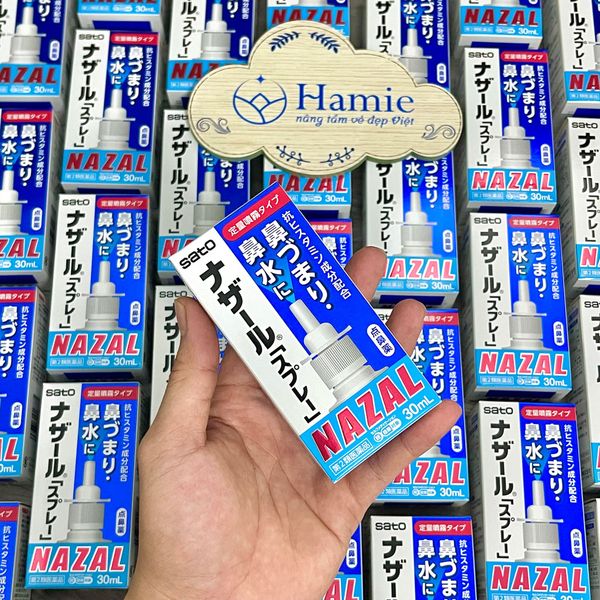 Hamie
nâng tầm vẻ đẹp Việt
sato
定量噴霧タイプ
抗ヒスタミン成分配合
鼻づまり・
鼻水に
ナザール®「スプレー」
点鼻薬
NAZAL
第2類医薬品
30mL